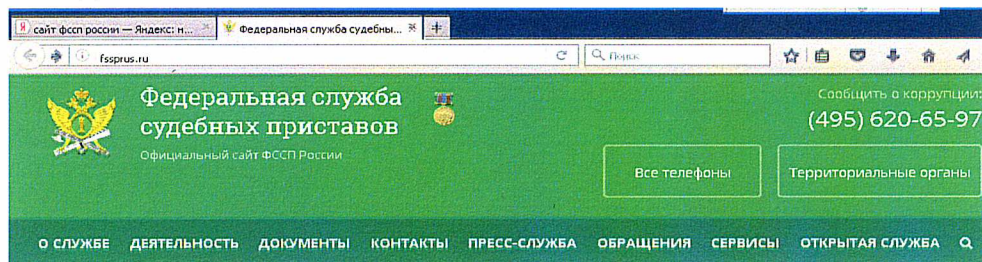 Я сайт фссп россии — Яндекс: н...
Федеральная служба судебны...
fssprus.ru
Поиск
Федеральная служба
судебных приставов
Официальный сайт ФССП России
Сообщить о коррупции:
(495) 620-65-97
Все телефоны
Территориальные органы
О СЛУЖБЕ ДЕЯТЕЛЬНОСТЬ ДОКУМЕНТЫ КОНТАКТЫ ПРЕСС-СЛУЖБА ОБРАЩЕНИЯ СЕРВИСЫ ОТКРЫТАЯ СЛУЖБА